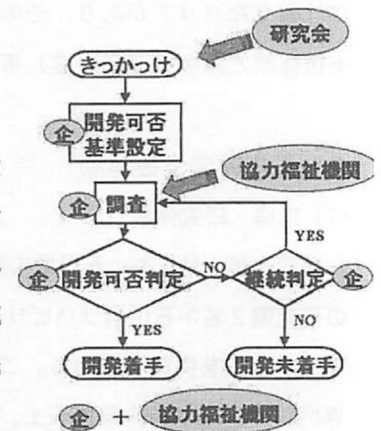 研究会
きっかけ
企
開発可否
基準設定
協力福祉機関
企
調査
YES
企
開発可否判定
NO
継続判定
企
YES
NO
開発着手
開発未着手
企 + 協力福祉機関